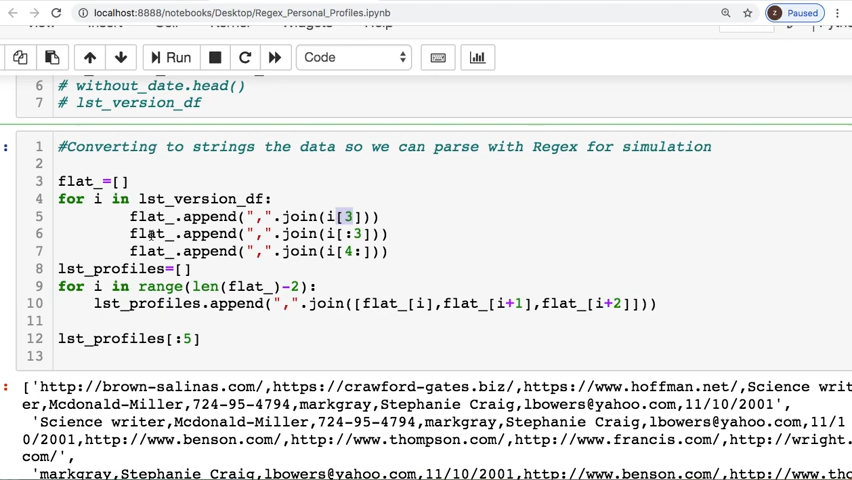 localhost:8888/notebooks/Desktop/Regex_Personal_Profiles.ipynb
Z Paused
Run
Code
6 # without_date.head()
7 # lst_version_df
1 #Converting to strings the data so we can parse with Regex for simulation
2
3 flat_=[]
4 for i in lst_version_df:
5 flat_.append(",".join(i[3]))
6 flat_.append(",".join(i[:3]))
7 flat_.append(",".join(i[4:]))
8 lst_profiles=[]
9 for i in range(len(flat_)-2):
10 lst_profiles.append(",".join([flat_[i],flat_[i+1],flat_[i+2]]))
11
12 lst_profiles[:5]
13
['http://brown-salinas.com/,https://crawford-gates.biz/,https://www.hoffman.net/,Science writ
er,Mcdonald-Miller,724-95-4794,markgray,Stephanie Craig,lbowers@yahoo.com,11/10/2001',
'Science writer,Mcdonald-Miller,724-95-4794,markgray,Stephanie Craig,lbowers@yahoo.com,11/1
0/2001,http://www.benson.com/,http://www.thompson.com/,http://www.francis.com/,http://wright.
com/',
'markgray,Stephanie Craig,lbowers@yahoo.com,11/10/2001,http://www.benson.com/,http://www.tho